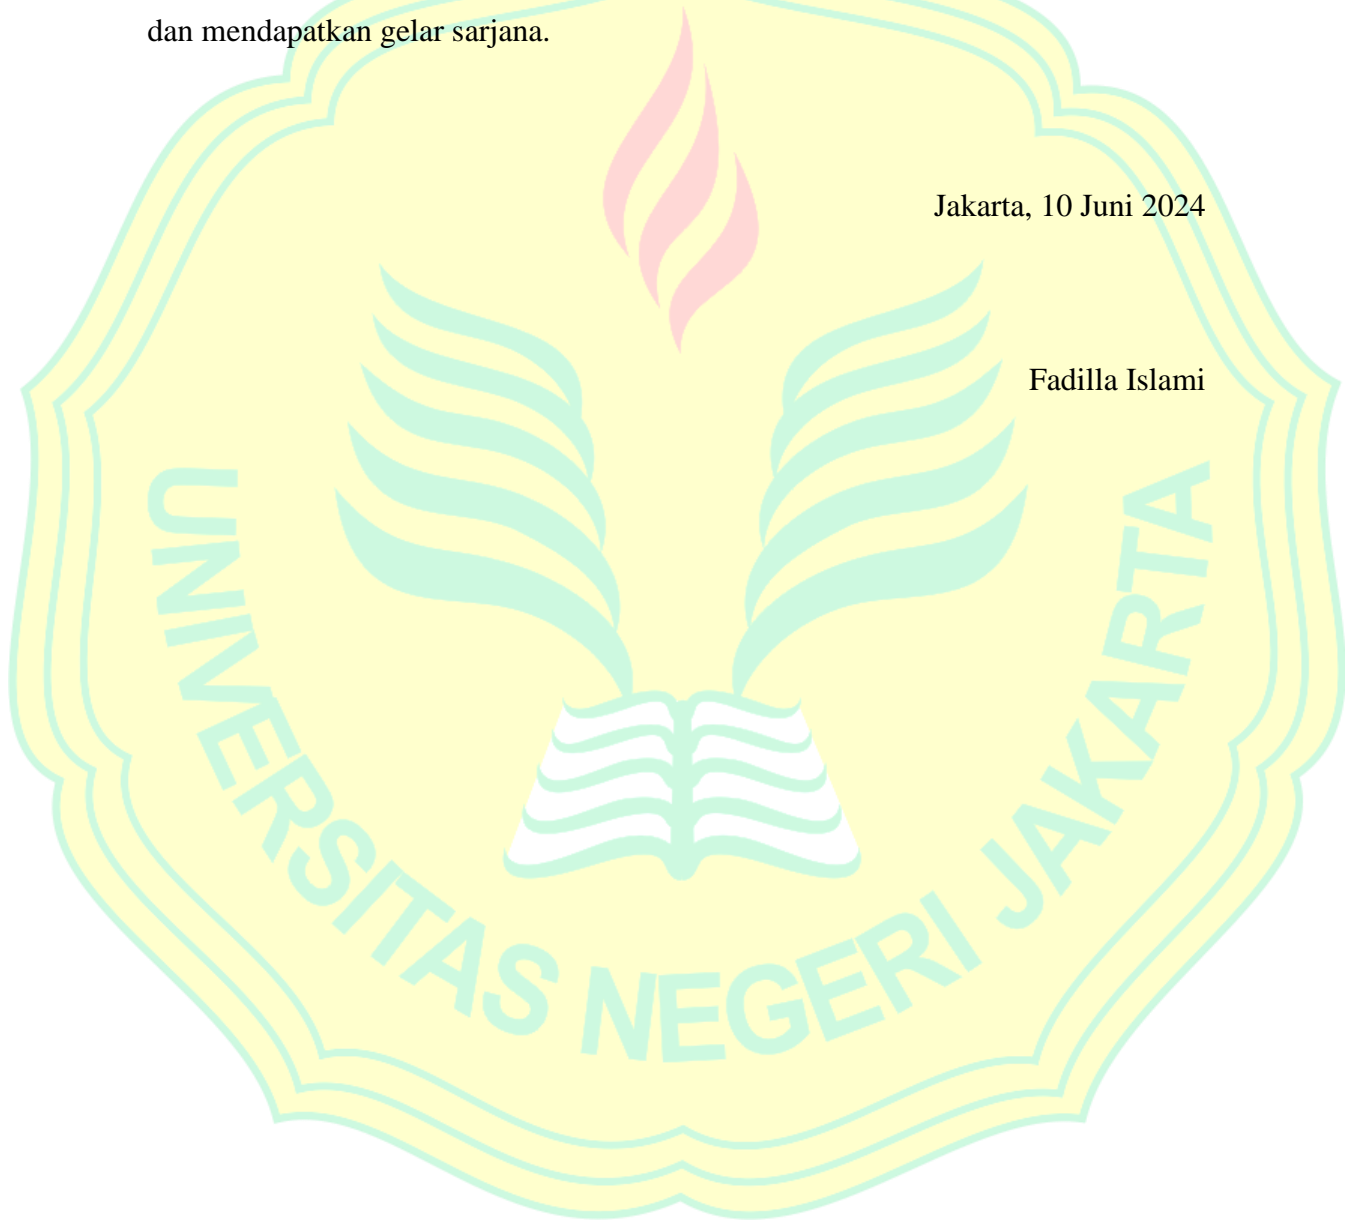 dan mendapatkan gelar sarjana.
Jakarta, 10 Juni 2024
Fadilla Islami
UNIVERSITAS NEGERI JAKARTA